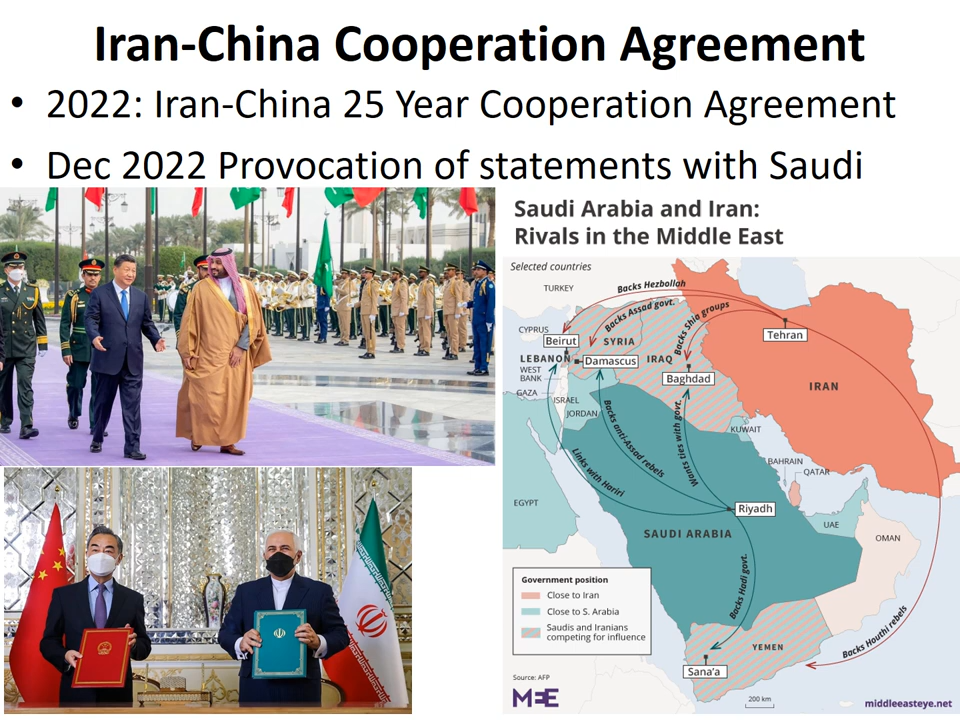 Iran-China Cooperation Agreement
• 2022: Iran-China 25 Year Cooperation Agreement
• Dec 2022 Provocation of statements with Saudi
Saudi Arabia and Iran:
Rivals in the Middle East
Selected countries
TURKEY
Backs Hezbollah
Backs Assad govt.
Backs Shia groups
CYPRUS
Beirut
SYRIA
Tehran
LEBANON
Damascus
IRAQ
WEST
BANK
Baghdad
IRAN
GAZA
ISRAEL
JORDAN
KUWAIT
Backs anti-Assad rebels
Wants ties with govt.
Links with Hariri
BAHRAIN
QATAR
EGYPT
Riyadh
SAUDI ARABIA
UAE
OMAN
Backs Hadi govt.
Government position
Close to Iran
Close to S. Arabia
Saudis and Iranians
competing for influence
YEMEN
Backs Houthi rebels
Sana'a
Source: AFP
MEE
200 km
middleeasteye.net